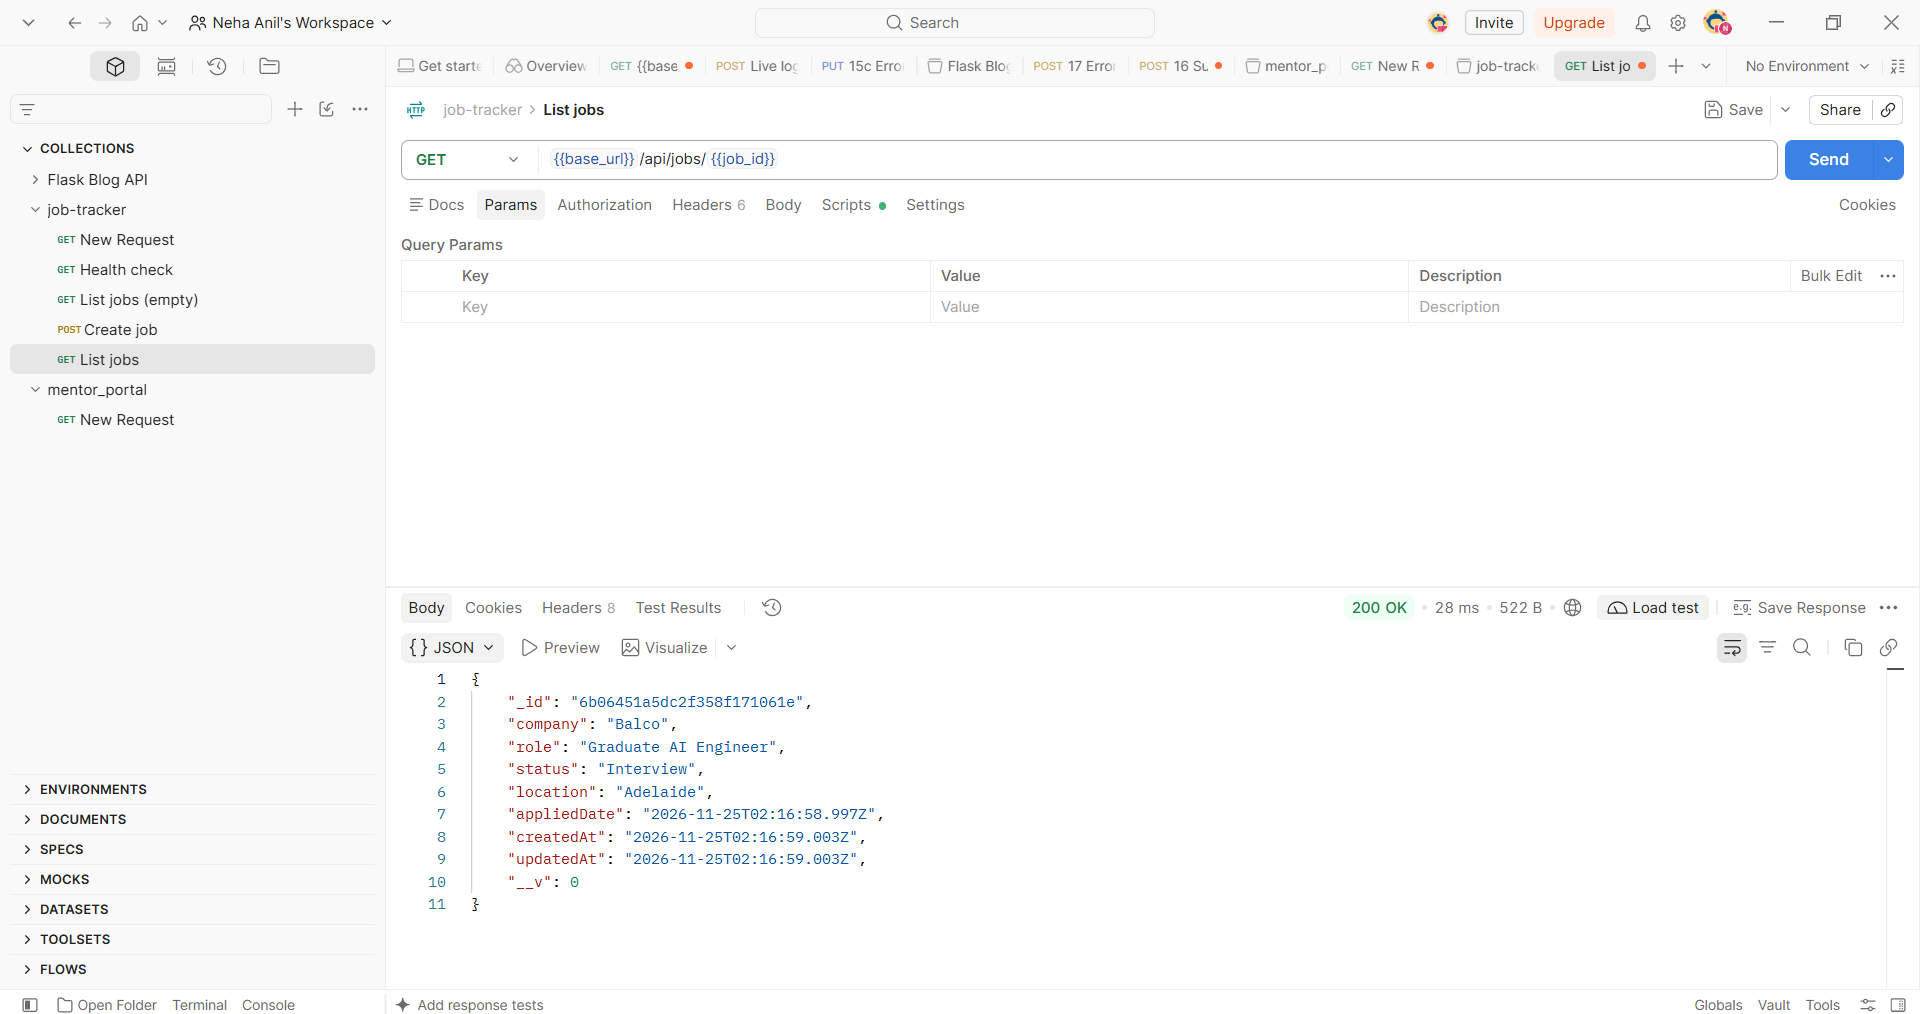 Neha Anil's Workspace
Search
Invite
Upgrade
N
Get starte
Overview
GET {{base
POST Live log
PUT 15c Erro
Flask Blog
POST 17 Erro
POST 16 Su
mentor_p
GET New R
job-track
GET List jo
No Environment
COLLECTIONS
Flask Blog API
job-tracker
GET New Request
GET Health check
GET List jobs (empty)
POST Create job
GET List jobs
mentor_portal
GET New Request
ENVIRONMENTS
DOCUMENTS
SPECS
MOCKS
DATASETS
TOOLSETS
FLOWS
HTTP job-tracker > List jobs
Save
Share
GET
{{base_url}} /api/jobs/ {{job_id}}
Send
Docs
Params
Authorization
Headers 6
Body
Scripts
Settings
Cookies
Query Params
Key Value Description Bulk Edit
Key Value Description
Body
Cookies
Headers 8
Test Results
200 OK
28 ms
522 B
Load test
e.g. Save Response
{} JSON
Preview
Visualize
1 {
2 "_id": "6b06451a5dc2f358f171061e",
3 "company": "Balco",
4 "role": "Graduate AI Engineer",
5 "status": "Interview",
6 "location": "Adelaide",
7 "appliedDate": "2026-11-25T02:16:58.997Z",
8 "createdAt": "2026-11-25T02:16:59.003Z",
9 "updatedAt": "2026-11-25T02:16:59.003Z",
10 "__v": 0
11 }
Open Folder
Terminal
Console
Add response tests
Globals
Vault
Tools